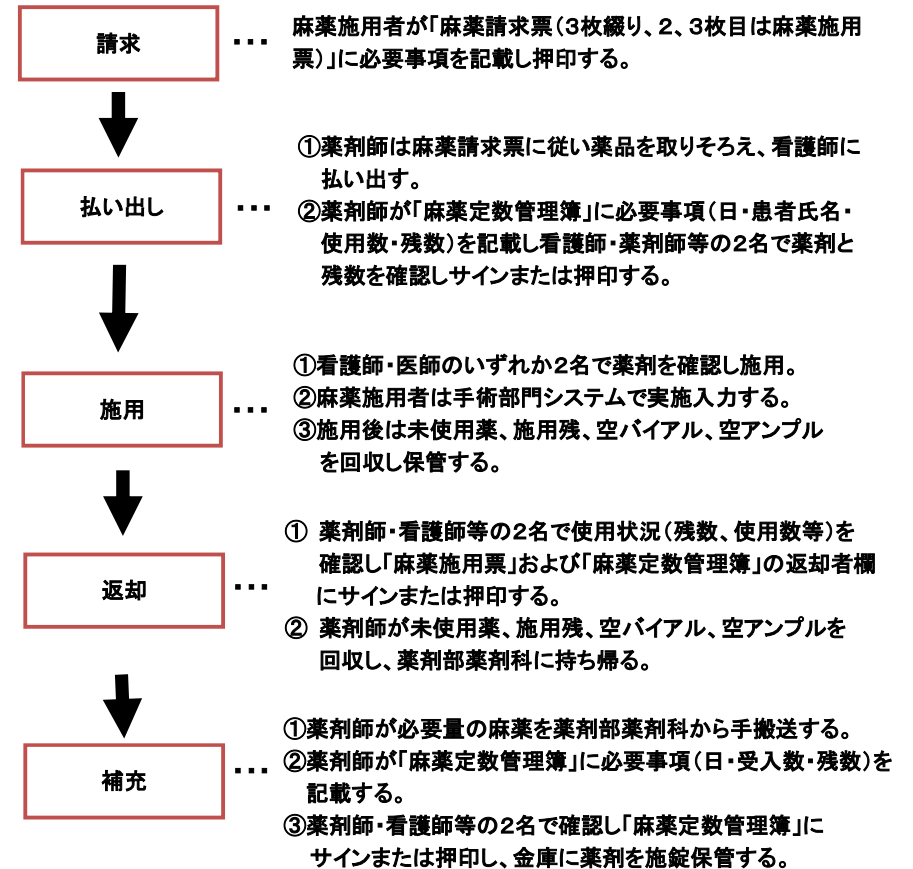 請求
･･･
麻薬施用者が「麻薬請求票（３枚綴り、２、３枚目は麻薬施用
票）」に必要事項を記載し押印する。
払い出し
･･･
①薬剤師は麻薬請求票に従い薬品を取りそろえ、看護師に
払い出す。
②薬剤師が「麻薬定数管理簿」に必要事項（日・患者氏名・
使用数・残数）を記載し看護師・薬剤師等の２名で薬剤と
残数を確認しサインまたは押印する。
施用
･･･
①看護師・医師のいずれか２名で薬剤を確認し施用。
②麻薬施用者は手術部門システムで実施入力する。
③施用後は未使用薬、施用残、空バイアル、空アンプル
を回収し保管する。
返却
･･･
① 薬剤師・看護師等の２名で使用状況（残数、使用数等）を
確認し「麻薬施用票」および「麻薬定数管理簿」の返却者欄
にサインまたは押印する。
② 薬剤師が未使用薬、施用残、空バイアル、空アンプルを
回収し、薬剤部薬剤科に持ち帰る。
補充
･･･
①薬剤師が必要量の麻薬を薬剤部薬剤科から手搬送する。
②薬剤師が「麻薬定数管理簿」に必要事項（日・受入数・残数）を
記載する。
③薬剤師・看護師等の２名で確認し「麻薬定数管理簿」に
サインまたは押印し、金庫に薬剤を施錠保管する。